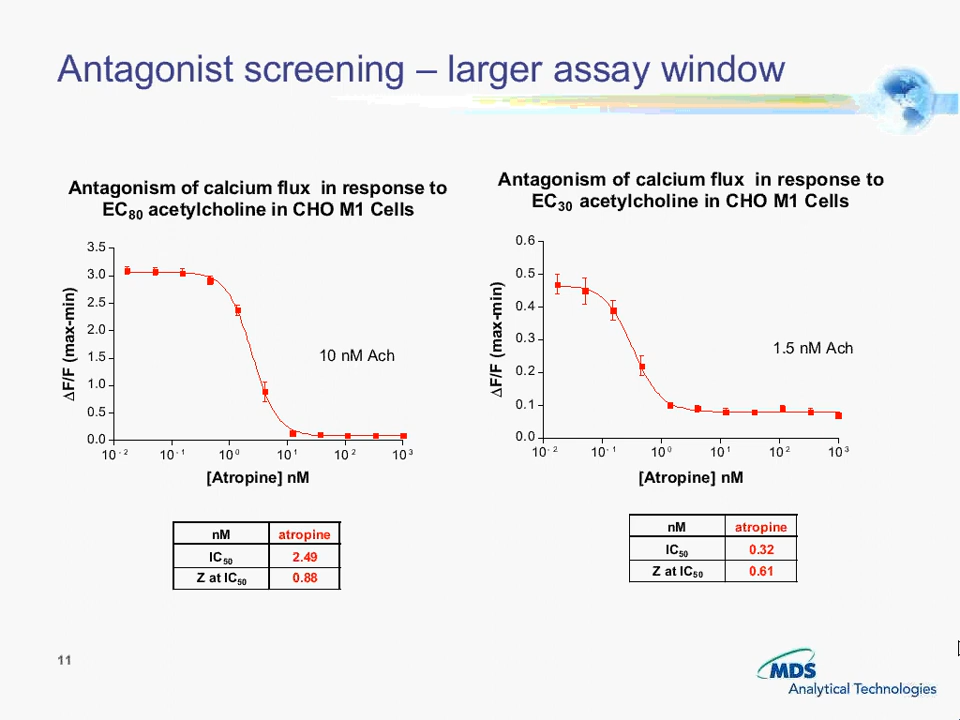 Antagonist screening – larger assay window
Antagonism of calcium flux in response to
EC80 acetylcholine in CHO M1 Cells
3.5
3.0
2.5
2.0
1.5
1.0
0.5
0.0
ΔF/F (max-min)
10 nM Ach
10-2 10-1 100 101 102 103
[Atropine] nM
nM atropine
IC50 2.49
Z at IC50 0.88
Antagonism of calcium flux in response to
EC30 acetylcholine in CHO M1 Cells
0.6
0.5
0.4
0.3
0.2
0.1
0.0
ΔF/F (max-min)
1.5 nM Ach
10-2 10-1 100 101 102 103
[Atropine] nM
nM atropine
IC50 0.32
Z at IC50 0.61
11
MDS
Analytical Technologies